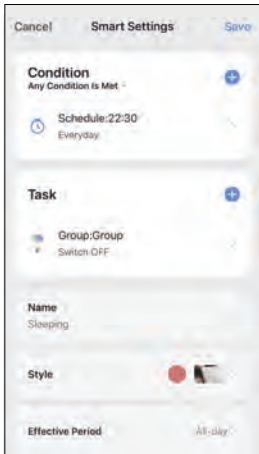 Cancel Smart Settings Save
Condition
Any Condition Is Met
Schedule:22:30
Everyday
Task
Group:Group
Switch OFF
Name
Sleeping
Style
Effective Period All-day